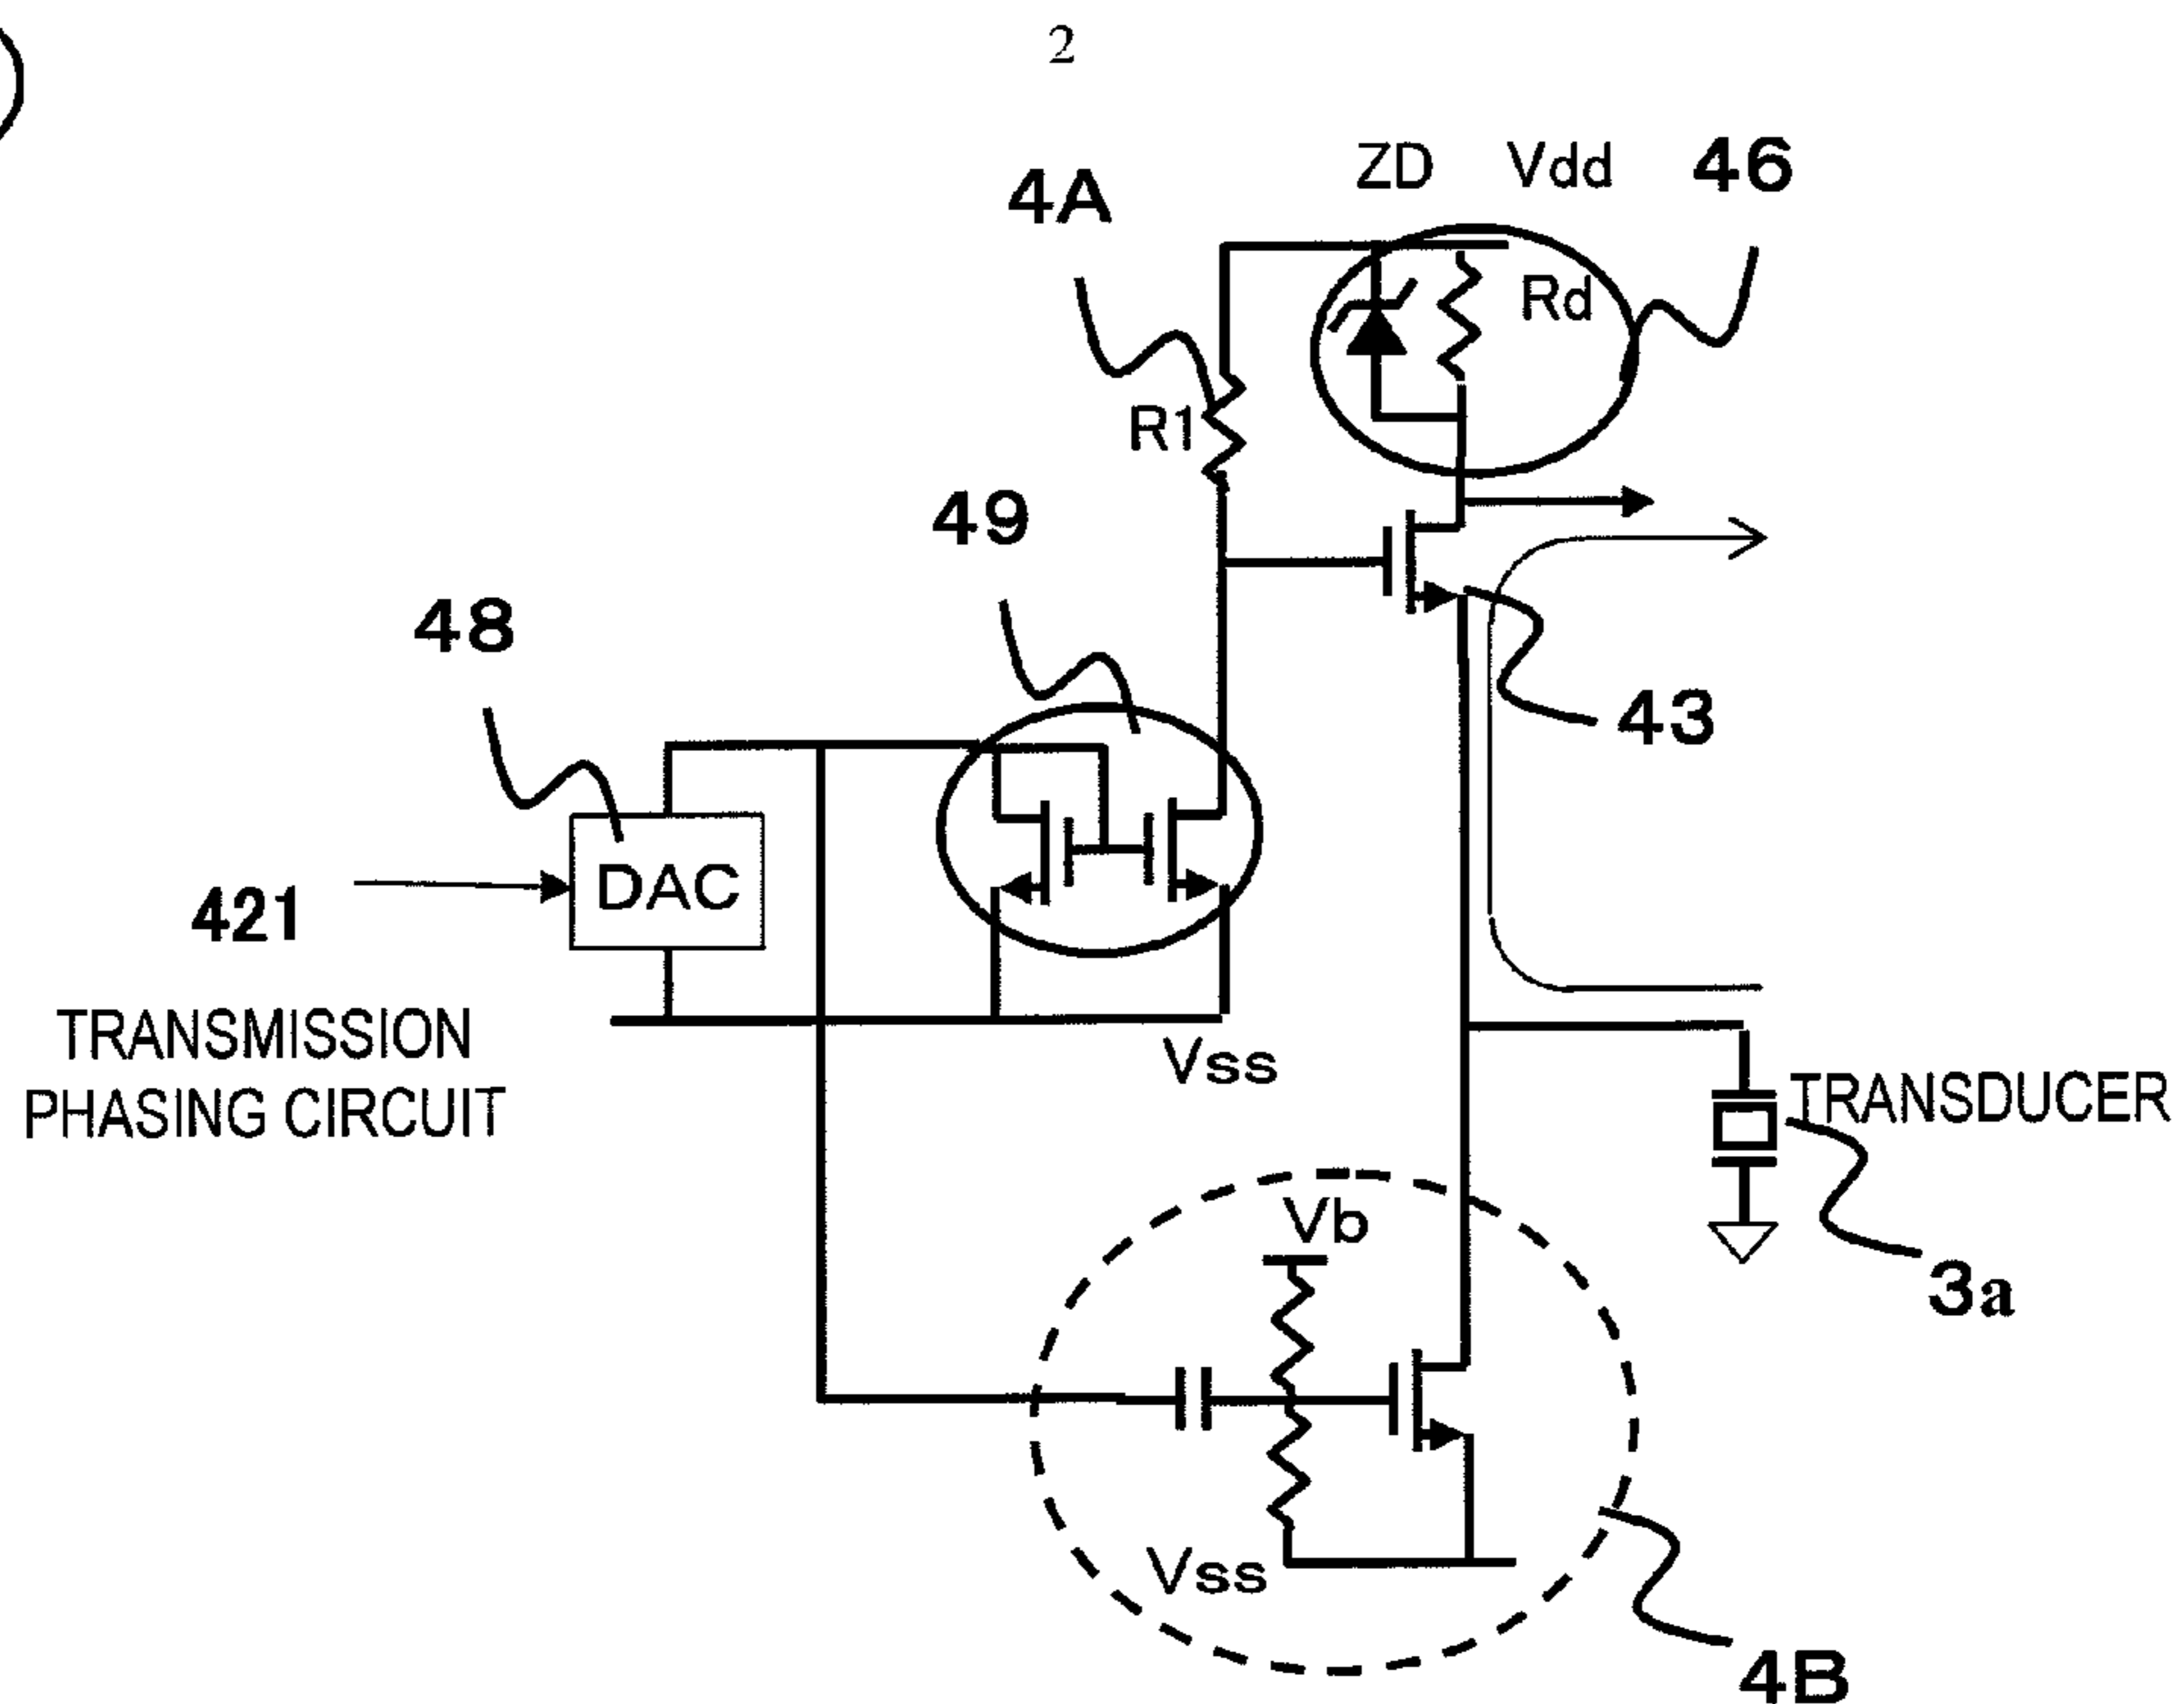 2
ZD Vdd 46
4A
Rd
R1
49
48
43
DAC
421
TRANSMISSION
PHASING CIRCUIT
Vss
TRANSDUCER
Vb
3a
Vss
4B